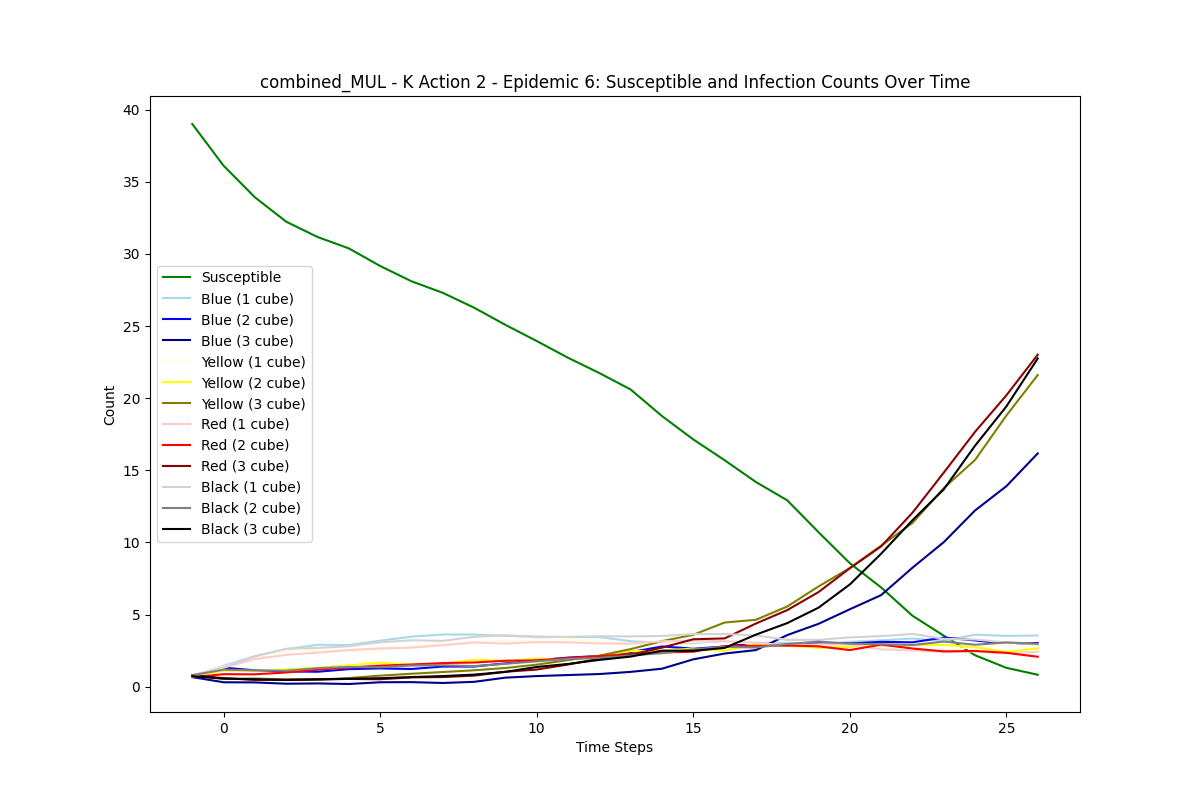 combined_MUL - K Action 2 - Epidemic 6: Susceptible and Infection Counts Over Time
40
35
30
25
20
15
10
5
0
Count
Susceptible
Blue (1 cube)
Blue (2 cube)
Blue (3 cube)
Yellow (1 cube)
Yellow (2 cube)
Yellow (3 cube)
Red (1 cube)
Red (2 cube)
Red (3 cube)
Black (1 cube)
Black (2 cube)
Black (3 cube)
0 5 10 15 20 25
Time Steps